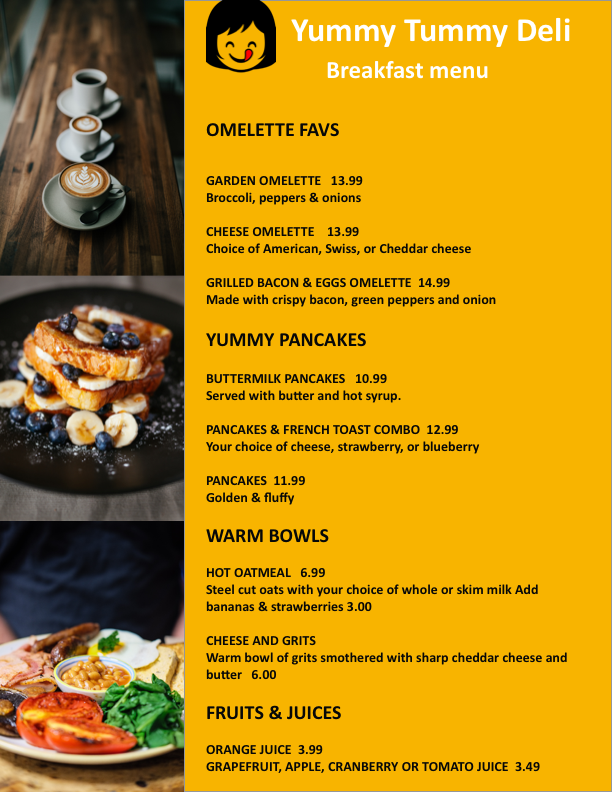 Yummy Tummy Deli
Breakfast menu
OMELETTE FAVS
GARDEN OMELETTE 13.99
Broccoli, peppers & onions
CHEESE OMELETTE 13.99
Choice of American, Swiss, or Cheddar cheese
GRILLED BACON & EGGS OMELETTE 14.99
Made with crispy bacon, green peppers and onion
YUMMY PANCAKES
BUTTERMILK PANCAKES 10.99
Served with butter and hot syrup.
PANCAKES & FRENCH TOAST COMBO 12.99
Your choice of cheese, strawberry, or blueberry
PANCAKES 11.99
Golden & fluffy
WARM BOWLS
HOT OATMEAL 6.99
Steel cut oats with your choice of whole or skim milk Add
bananas & strawberries 3.00
CHEESE AND GRITS
Warm bowl of grits smothered with sharp cheddar cheese and
butter 6.00
FRUITS & JUICES
ORANGE JUICE 3.99
GRAPEFRUIT, APPLE, CRANBERRY OR TOMATO JUICE 3.49